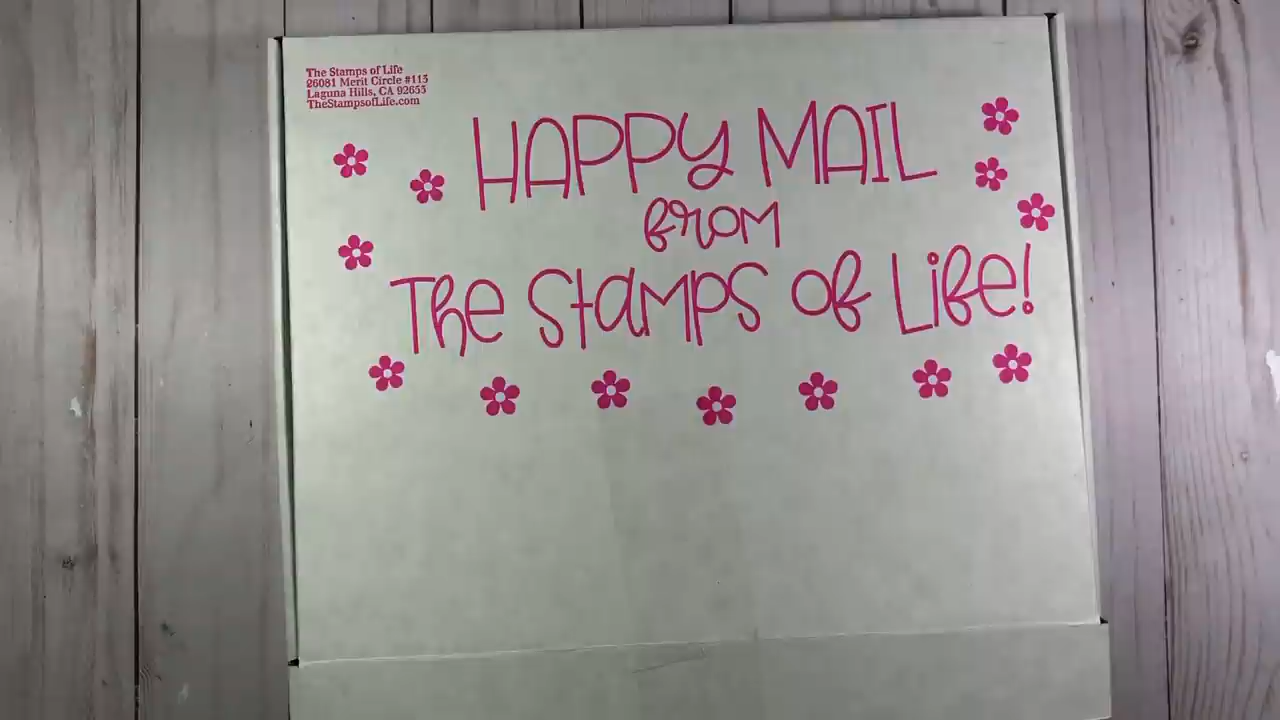 The Stamps of Life
26081 Merit Circle #113
Laguna Hills, CA 92653
TheStampsofLife.com
HAPPY MAIL
from
The Stamps of Life!